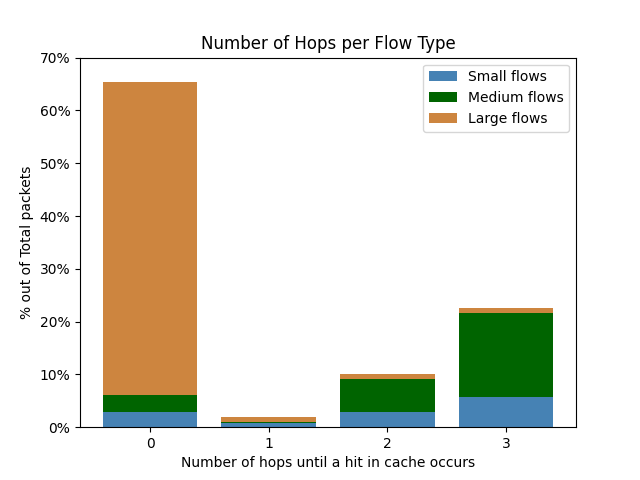 Number of Hops per Flow Type
Small flows
Medium flows
Large flows
% out of Total packets
70%
60%
50%
40%
30%
20%
10%
0%
0 1 2 3
Number of hops until a hit in cache occurs